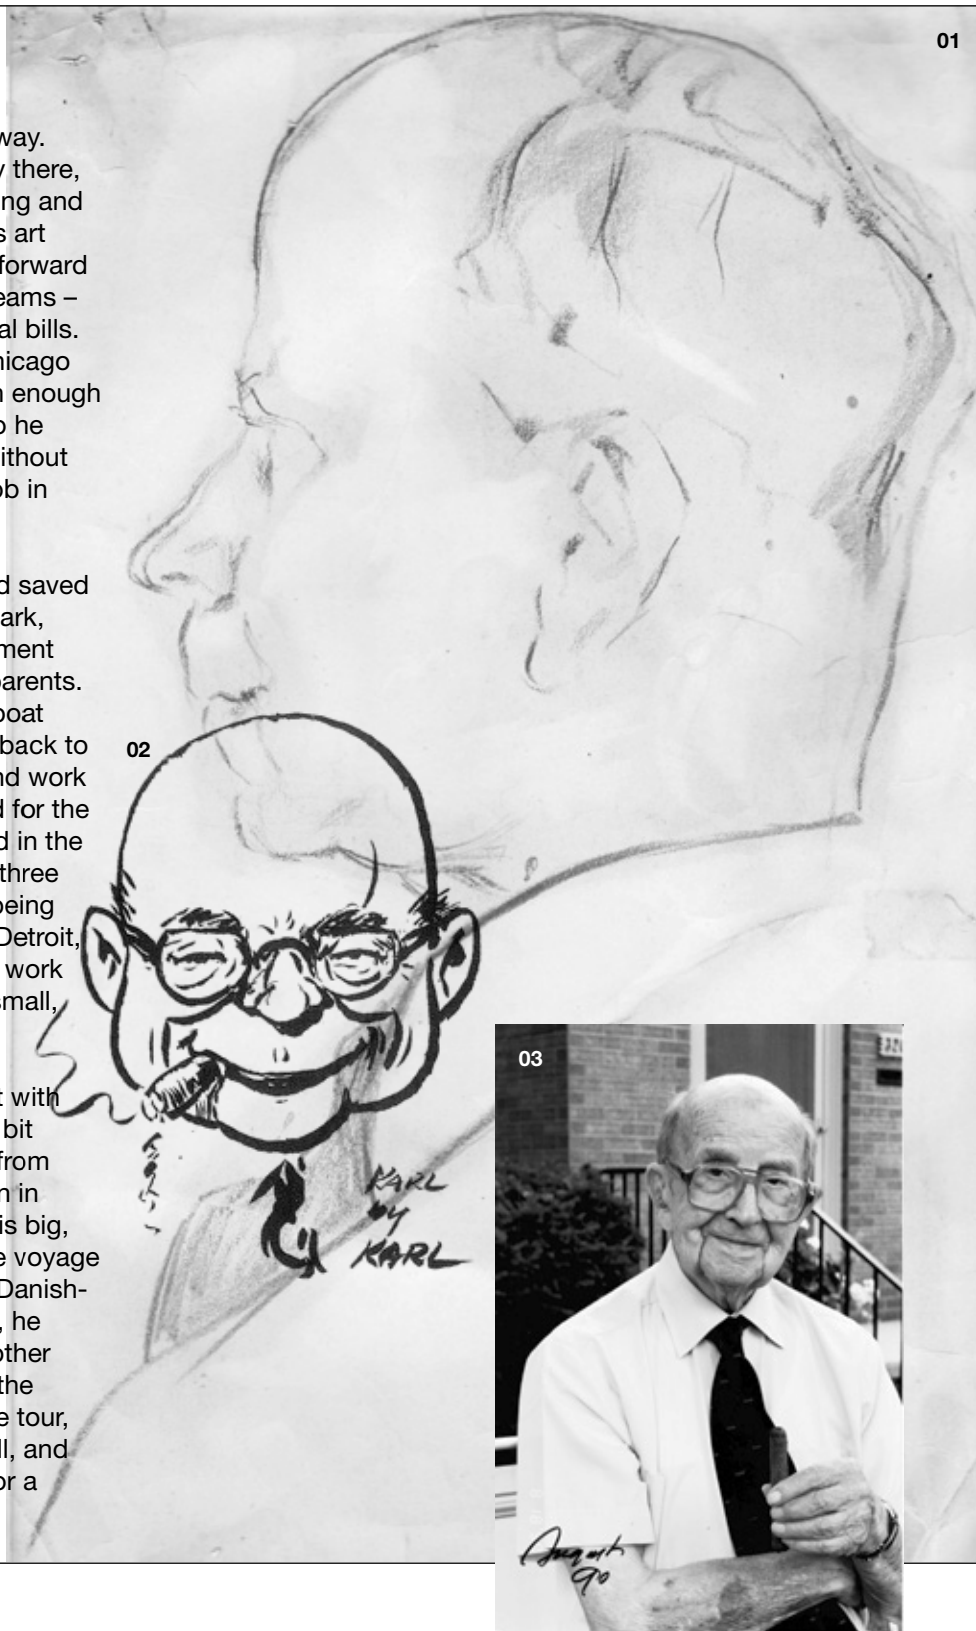 way.
there,
ng and
s art
forward
eams –
al bills.
hicago
enough
o he
ithout
ob in
d saved
ark,
ment
parents.
boat
back to
nd work
d for the
d in the
three
being
Detroit,
work
small,
t with
bit
from
n in
is big,
e voyage
Danish-
, he
other
the
e tour,
ll, and
or a
01
02
KARL
by
KARL
03
August
90